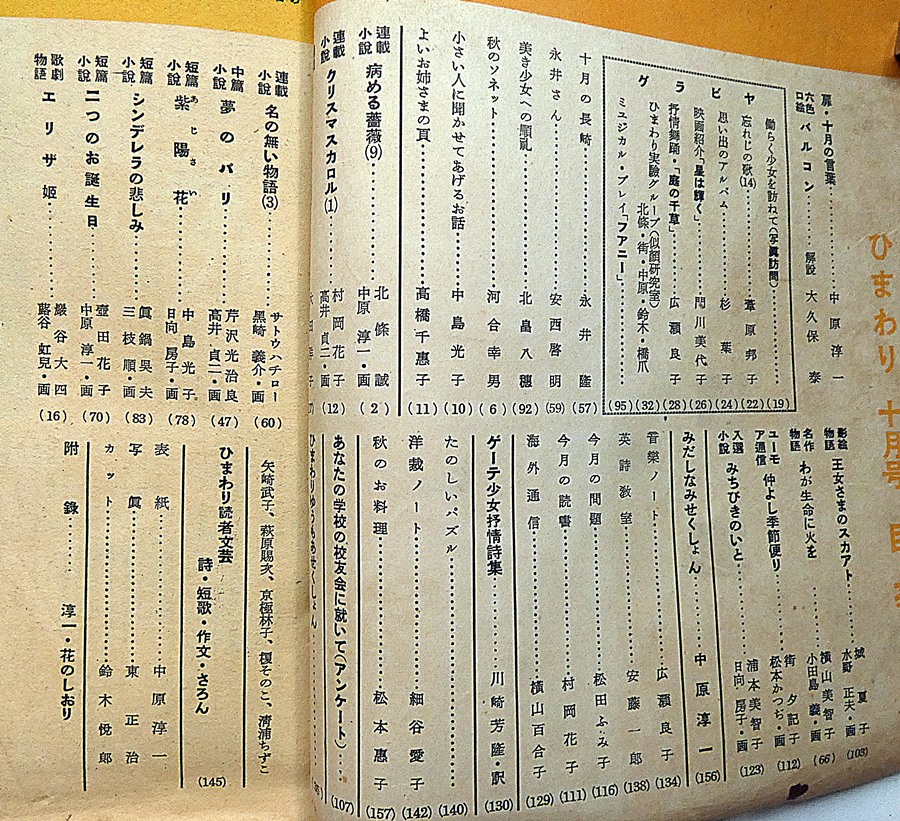 ひまわり 十月号 目
扉・十月の言葉 中原淳一
六色口絵 バルコン 解説 大久保泰
グラビヤ
働らく少女を訪ねて(写眞訪問) (19)
忘れじの歌(14) 葦原邦子 (22)
思い出のアルバム 杉葉子 (24)
映画紹介「星は輝く」 門川美代子 (26)
抒情舞踊・「庭の千草」 広瀬良子 (28)
ひまわり実験グループ(似顔研究室) 北條・街・中原・鈴木・橋爪 (32)
ミュジカル・プレイ「フアニー」 (95)
十月の長崎 永井隆 (57)
永井さん 安西啓明 (59)
美き少女への順礼 北畠八穂 (92)
秋のソネット 河合幸男 (6)
小さい人に聞かせてあげるお話 中島光子 (10)
よいお姉さまの頁 高橋千惠子 (11)
連載小説 病める薔薇(9) 北條誠 中原淳一・画 (2)
連載小説 クリスマスカロル(1) 村岡花子 高井貞二・画 (12)
連載小説 名の無い物語(3) サトウハチロー 黒崎義介・画 (60)
中篇小説 夢のパリ 芹沢光治良 高井貞二・画 (47)
短篇小説 紫陽花 あじさい 中島光子 日向房子・画 (78)
短篇小説 シンデレラの悲しみ 眞鍋呉夫 三枝順・画 (83)
短篇小説 二つのお誕生日 壺田花子 中原淳一・画 (70)
歌劇物語 エリザ姫 巖谷大四 蕗谷虹兒・画 (16)
影絵物語 王女さまのスカアト 城夏子 水野正夫・画 (103)
名作物語 わが生命に火を 横山美智子 小田島義・画 (66)
ユーモア通信 仲よし季節便り 街夕記子 松本かつぢ・画 (112)
入選小説 みちびきのいと 浦本美智子 日向房子・画 (123)
みだしなみせくしょん 中原淳一 (156)
音樂ノート 広瀬良子 (134)
英詩教室 安藤一郎 (138)
今月の問題 松田ふみ子 (116)
今月の読書 村岡花子 (111)
海外通信 横山百合子 (129)
ゲーテ少女抒情詩集 川崎芳隆・訳 (130)
たのしいパズル (140)
洋裁ノート 細谷愛子 (142)
秋のお料理 松本惠子 (157)
あなたの学校の校友会に就いて(アンケート) (107)
ひまわりゆうもあせくしょん
矢崎武子、萩原賜次、京極林子、榎そのこ、清浦ちずこ
ひまわり読者文芸 詩・短歌・作文・さろん (145)
表紙 中原淳一
写眞 東正治
カット 鈴木悦郎
附録 淳一・花のしおり